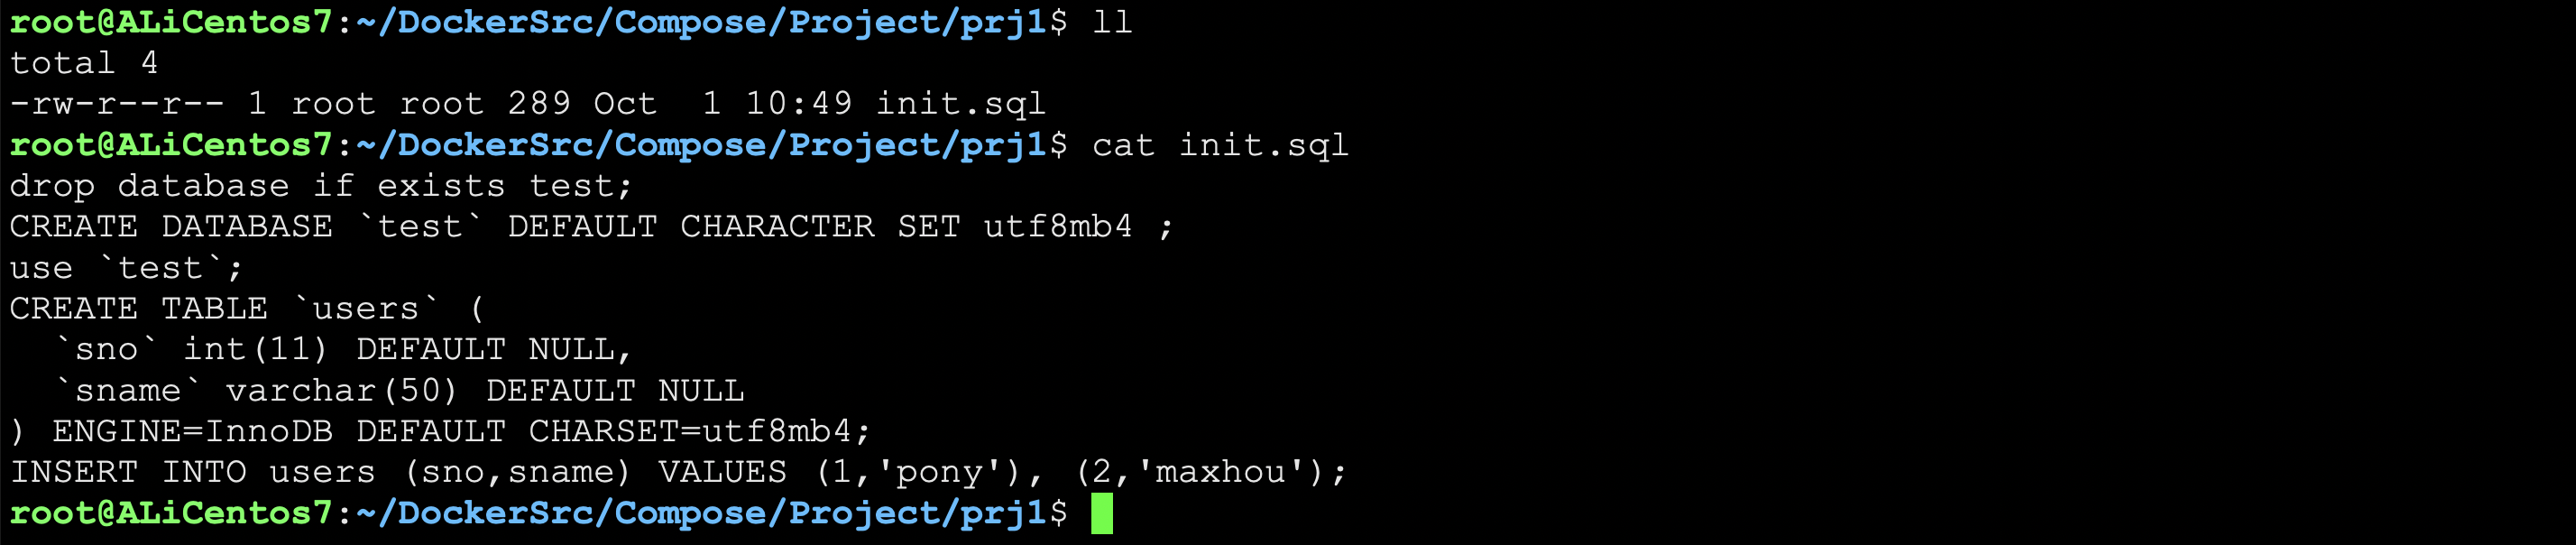 root@ALiCentos7:~/DockerSrc/Compose/Project/prj1$ ll
total 4
-rw-r--r-- 1 root root 289 Oct  1 10:49 init.sql
root@ALiCentos7:~/DockerSrc/Compose/Project/prj1$ cat init.sql
drop database if exists test;
CREATE DATABASE `test` DEFAULT CHARACTER SET utf8mb4 ;
use `test`;
CREATE TABLE `users` (
  `sno` int(11) DEFAULT NULL,
  `sname` varchar(50) DEFAULT NULL
) ENGINE=InnoDB DEFAULT CHARSET=utf8mb4;
INSERT INTO users (sno,sname) VALUES (1,'pony'), (2,'maxhou');
root@ALiCentos7:~/DockerSrc/Compose/Project/prj1$